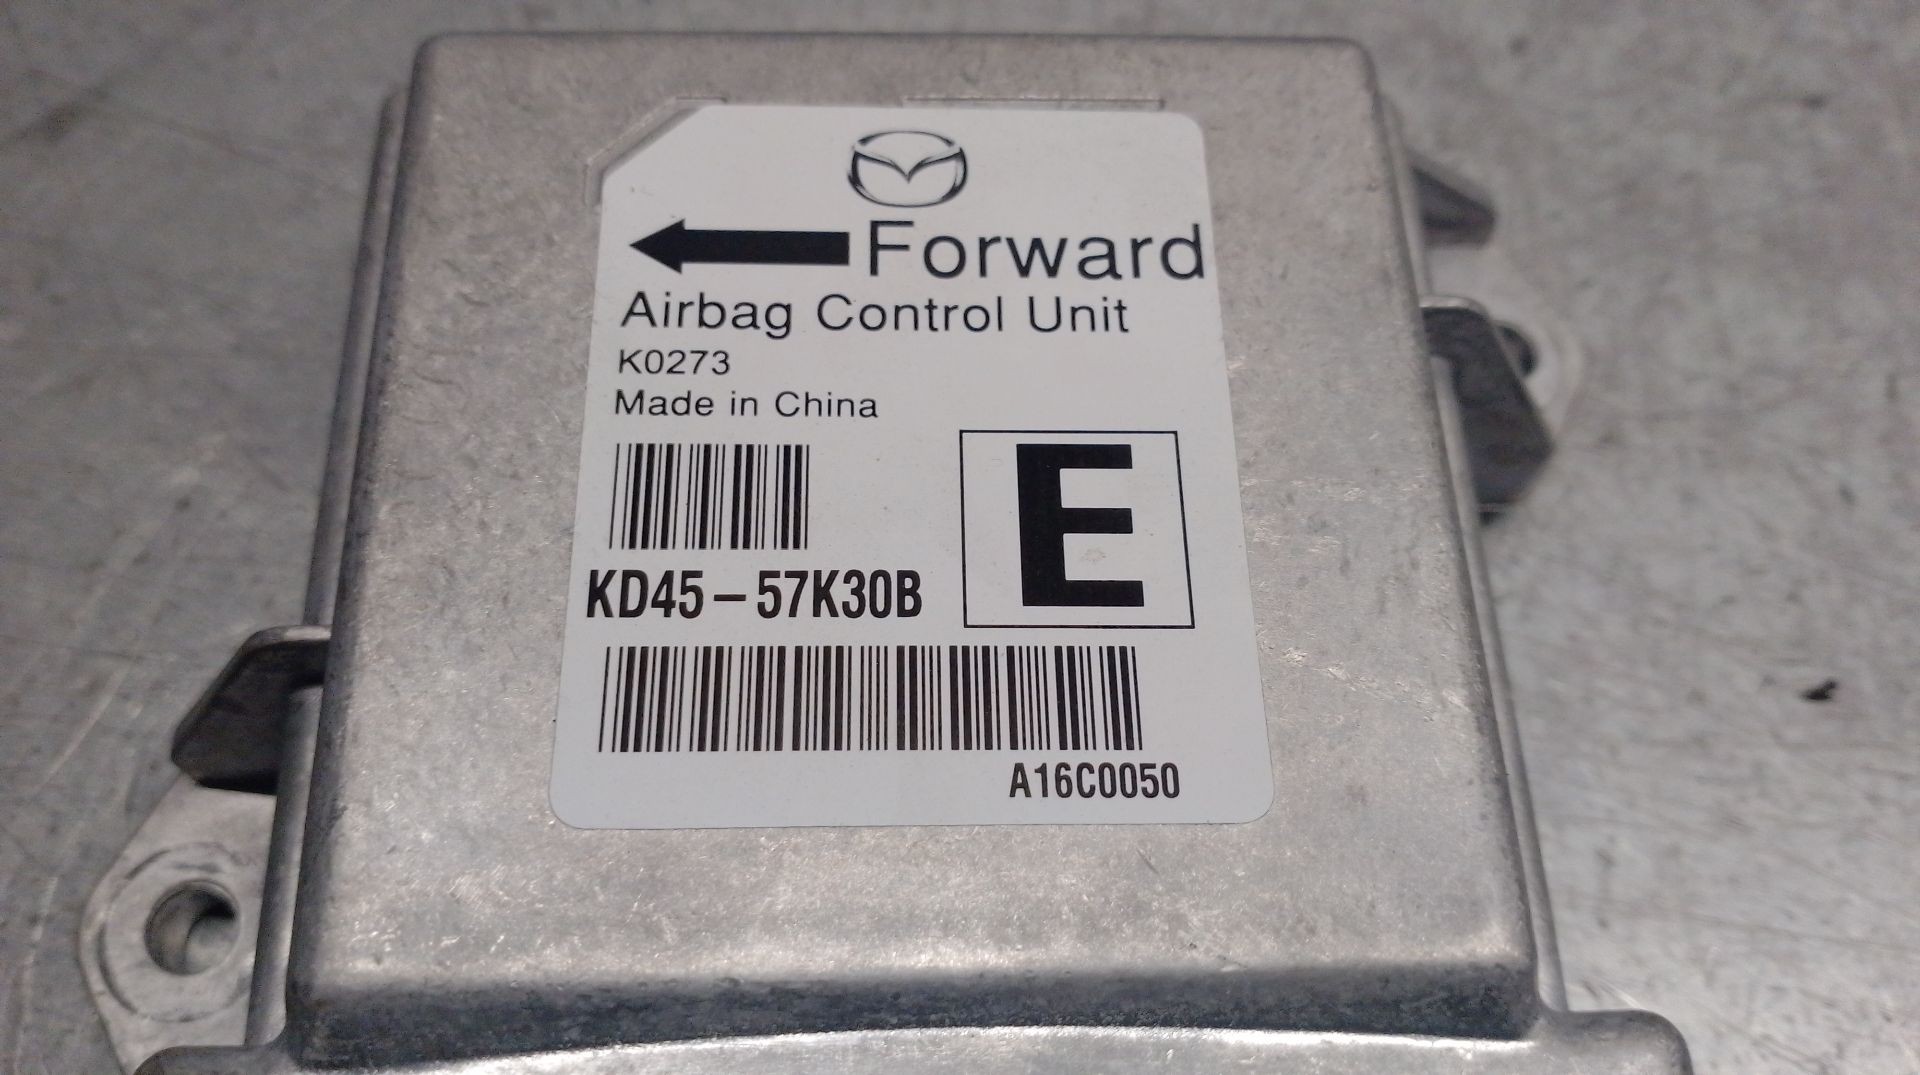 Forward
Airbag Control Unit
K0273
Made in China
E
KD45-57K30B
A16C0050